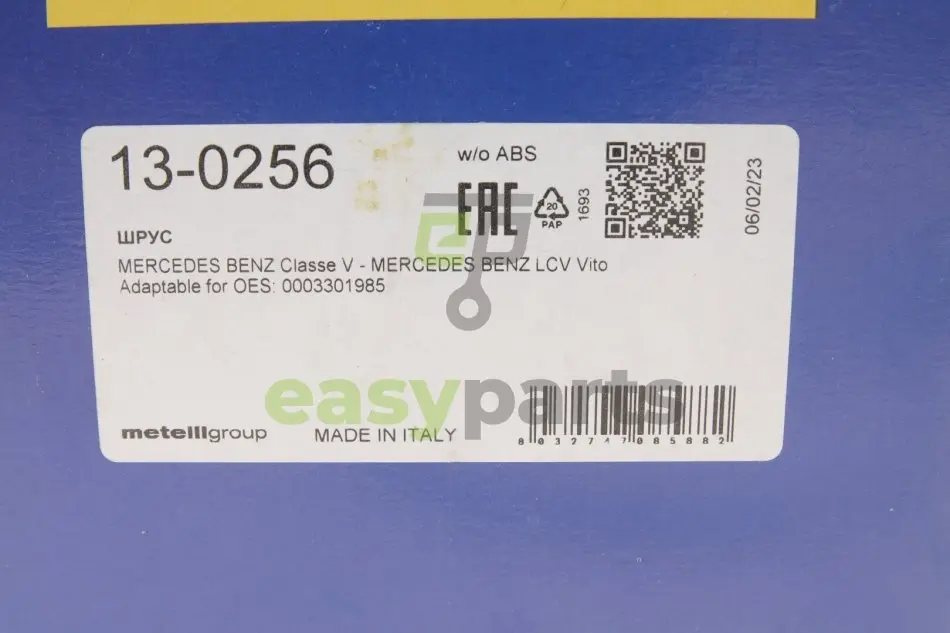 13-0256
w/o ABS
EAC
20
PAP
1693
06/02/23
ШРУС
MERCEDES BENZ Classe V - MERCEDES BENZ LCV Vito
Adaptable for OES: 0003301985
easyparts
metelligroup
MADE IN ITALY
8032747085882